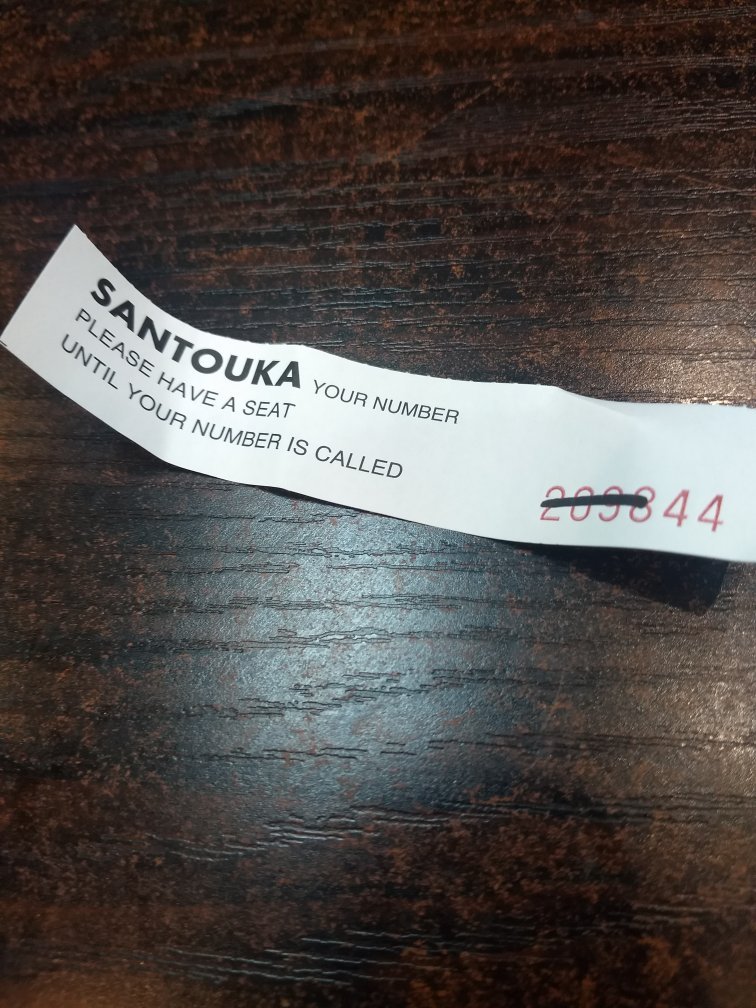 SANTOUKA YOUR NUMBER
PLEASE HAVE A SEAT
UNTIL YOUR NUMBER IS CALLED
209844